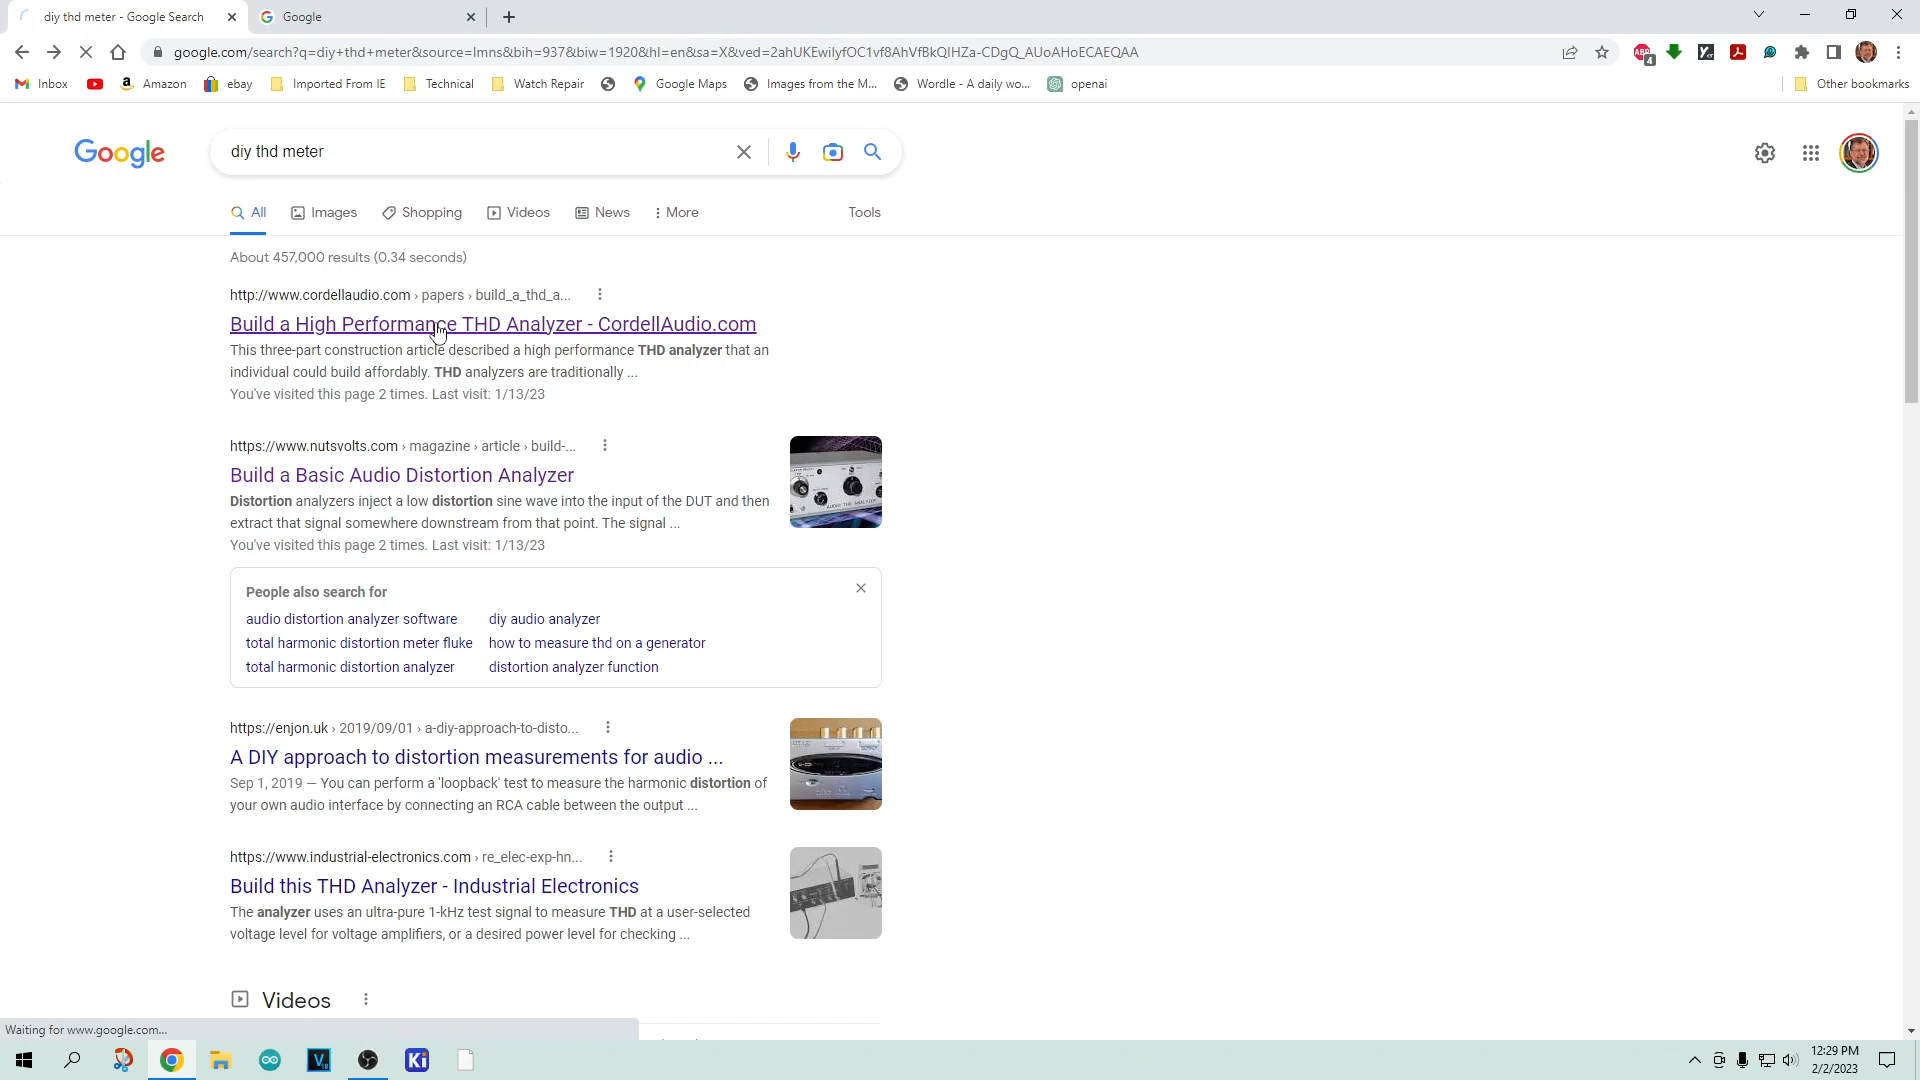 diy thd meter - Google Search
Google
google.com/search?q=diy+thd+meter&source=lmns&bih=937&biw=1920&hl=en&sa=X&ved=2ahUKEwilyfOC1vf8AhVfBkQIHZa-CDgQ_AUoAHoECAEQAA
ABP
4
Inbox
Amazon
ebay
Imported From IE
Technical
Watch Repair
Google Maps
Images from the M...
Wordle - A daily wo...
openai
Other bookmarks
Google
diy thd meter
All
Images
Shopping
Videos
News
More
Tools
About 457,000 results (0.34 seconds)
http://www.cordellaudio.com › papers › build_a_thd_a...
Build a High Performance THD Analyzer - CordellAudio.com
This three-part construction article described a high performance THD analyzer that an
individual could build affordably. THD analyzers are traditionally ...
You've visited this page 2 times. Last visit: 1/13/23
https://www.nutsvolts.com › magazine › article › build-...
Build a Basic Audio Distortion Analyzer
Distortion analyzers inject a low distortion sine wave into the input of the DUT and then
extract that signal somewhere downstream from that point. The signal ...
You've visited this page 2 times. Last visit: 1/13/23
People also search for
audio distortion analyzer software
diy audio analyzer
total harmonic distortion meter fluke
how to measure thd on a generator
total harmonic distortion analyzer
distortion analyzer function
https://enjon.uk › 2019/09/01 › a-diy-approach-to-disto...
A DIY approach to distortion measurements for audio ...
Sep 1, 2019 — You can perform a 'loopback' test to measure the harmonic distortion of
your own audio interface by connecting an RCA cable between the output ...
https://www.industrial-electronics.com › re_elec-exp-hn...
Build this THD Analyzer - Industrial Electronics
The analyzer uses an ultra-pure 1-kHz test signal to measure THD at a user-selected
voltage level for voltage amplifiers, or a desired power level for checking ...
Videos
Waiting for www.google.com...
Ki
12:29 PM
2/2/2023